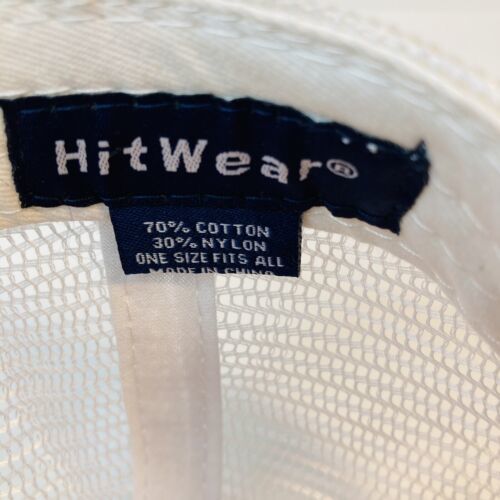 HitWear®
70% COTTON
30% NYLON
ONE SIZE FITS ALL
MADE IN CHINA